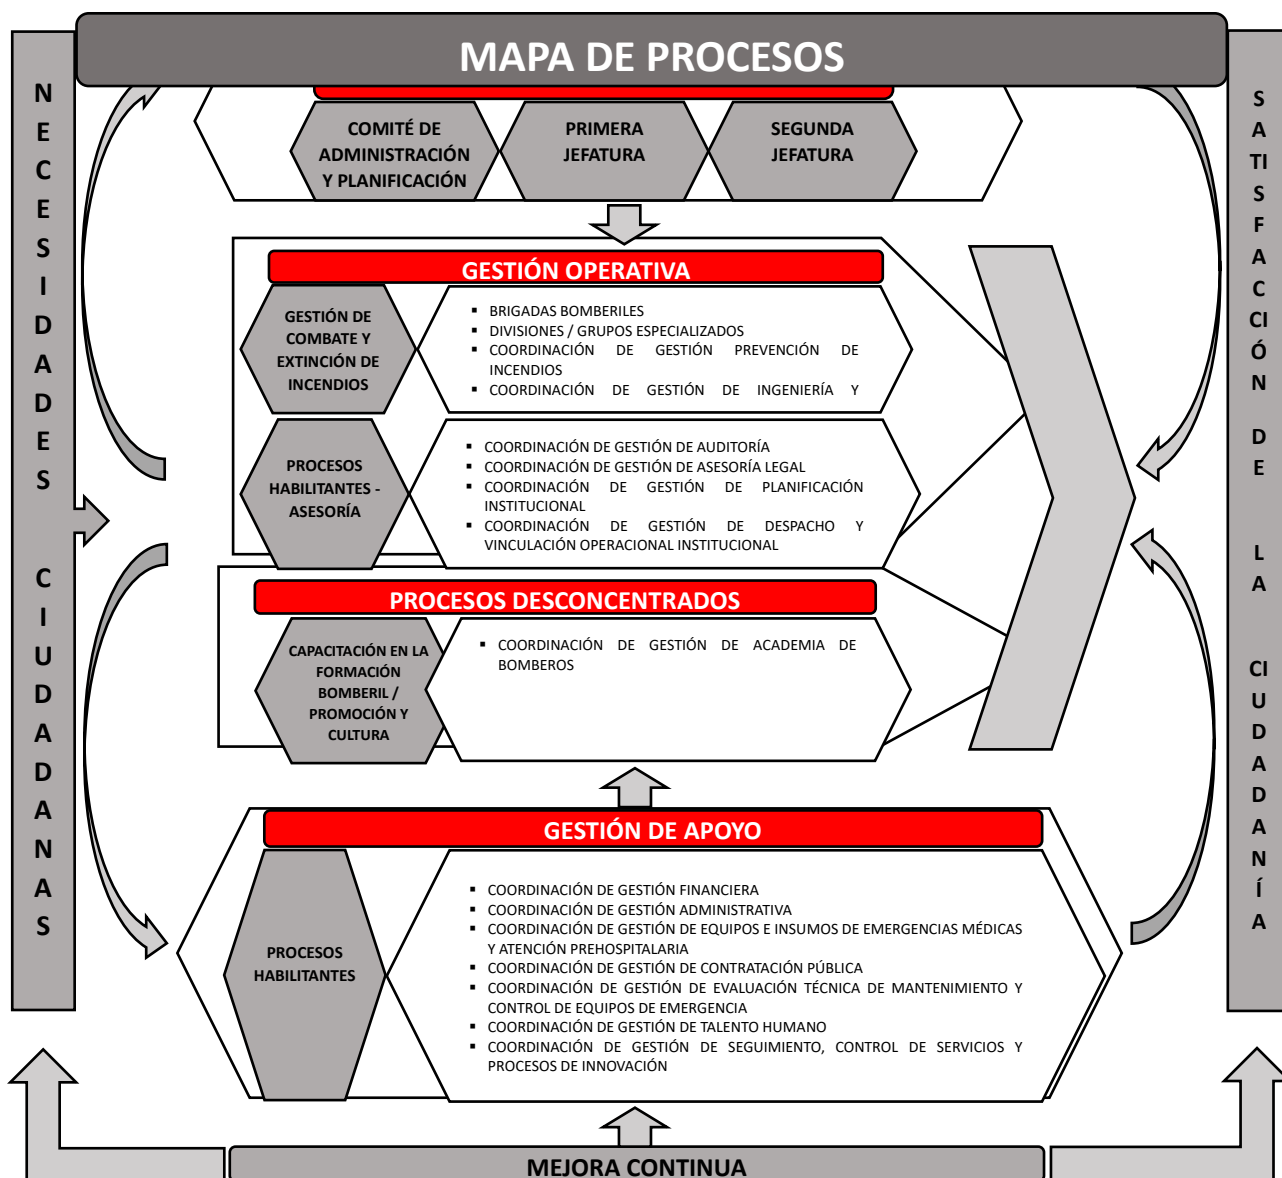 MAPA DE PROCESOS
NECESIDADES CIUDADANAS
COMITÉ DE
ADMINISTRACIÓN
Y PLANIFICACIÓN
PRIMERA
JEFATURA
SEGUNDA
JEFATURA
GESTIÓN OPERATIVA
GESTIÓN DE
COMBATE Y
EXTINCIÓN DE
INCENDIOS
▪ BRIGADAS BOMBERILES
▪ DIVISIONES / GRUPOS ESPECIALIZADOS
▪ COORDINACIÓN DE GESTIÓN PREVENCIÓN DE
INCENDIOS
▪ COORDINACIÓN DE GESTIÓN DE INGENIERÍA Y
PROCESOS
HABILITANTES -
ASESORÍA
▪ COORDINACIÓN DE GESTIÓN DE AUDITORÍA
▪ COORDINACIÓN DE GESTIÓN DE ASESORÍA LEGAL
▪ COORDINACIÓN DE GESTIÓN DE PLANIFICACIÓN
INSTITUCIONAL
▪ COORDINACIÓN DE GESTIÓN DE DESPACHO Y
VINCULACIÓN OPERACIONAL INSTITUCIONAL
PROCESOS DESCONCENTRADOS
CAPACITACIÓN EN LA
FORMACIÓN
BOMBERIL /
PROMOCIÓN Y
CULTURA
▪ COORDINACIÓN DE GESTIÓN DE ACADEMIA DE
BOMBEROS
GESTIÓN DE APOYO
PROCESOS
HABILITANTES
▪ COORDINACIÓN DE GESTIÓN FINANCIERA
▪ COORDINACIÓN DE GESTIÓN ADMINISTRATIVA
▪ COORDINACIÓN DE GESTIÓN DE EQUIPOS E INSUMOS DE EMERGENCIAS MÉDICAS
Y ATENCIÓN PREHOSPITALARIA
▪ COORDINACIÓN DE GESTIÓN DE CONTRATACIÓN PÚBLICA
▪ COORDINACIÓN DE GESTIÓN DE EVALUACIÓN TÉCNICA DE MANTENIMIENTO Y
CONTROL DE EQUIPOS DE EMERGENCIA
▪ COORDINACIÓN DE GESTIÓN DE TALENTO HUMANO
▪ COORDINACIÓN DE GESTIÓN DE SEGUIMIENTO, CONTROL DE SERVICIOS Y
PROCESOS DE INNOVACIÓN
MEJORA CONTINUA
SATISFACCIÓN DE LA CIUDADANÍA